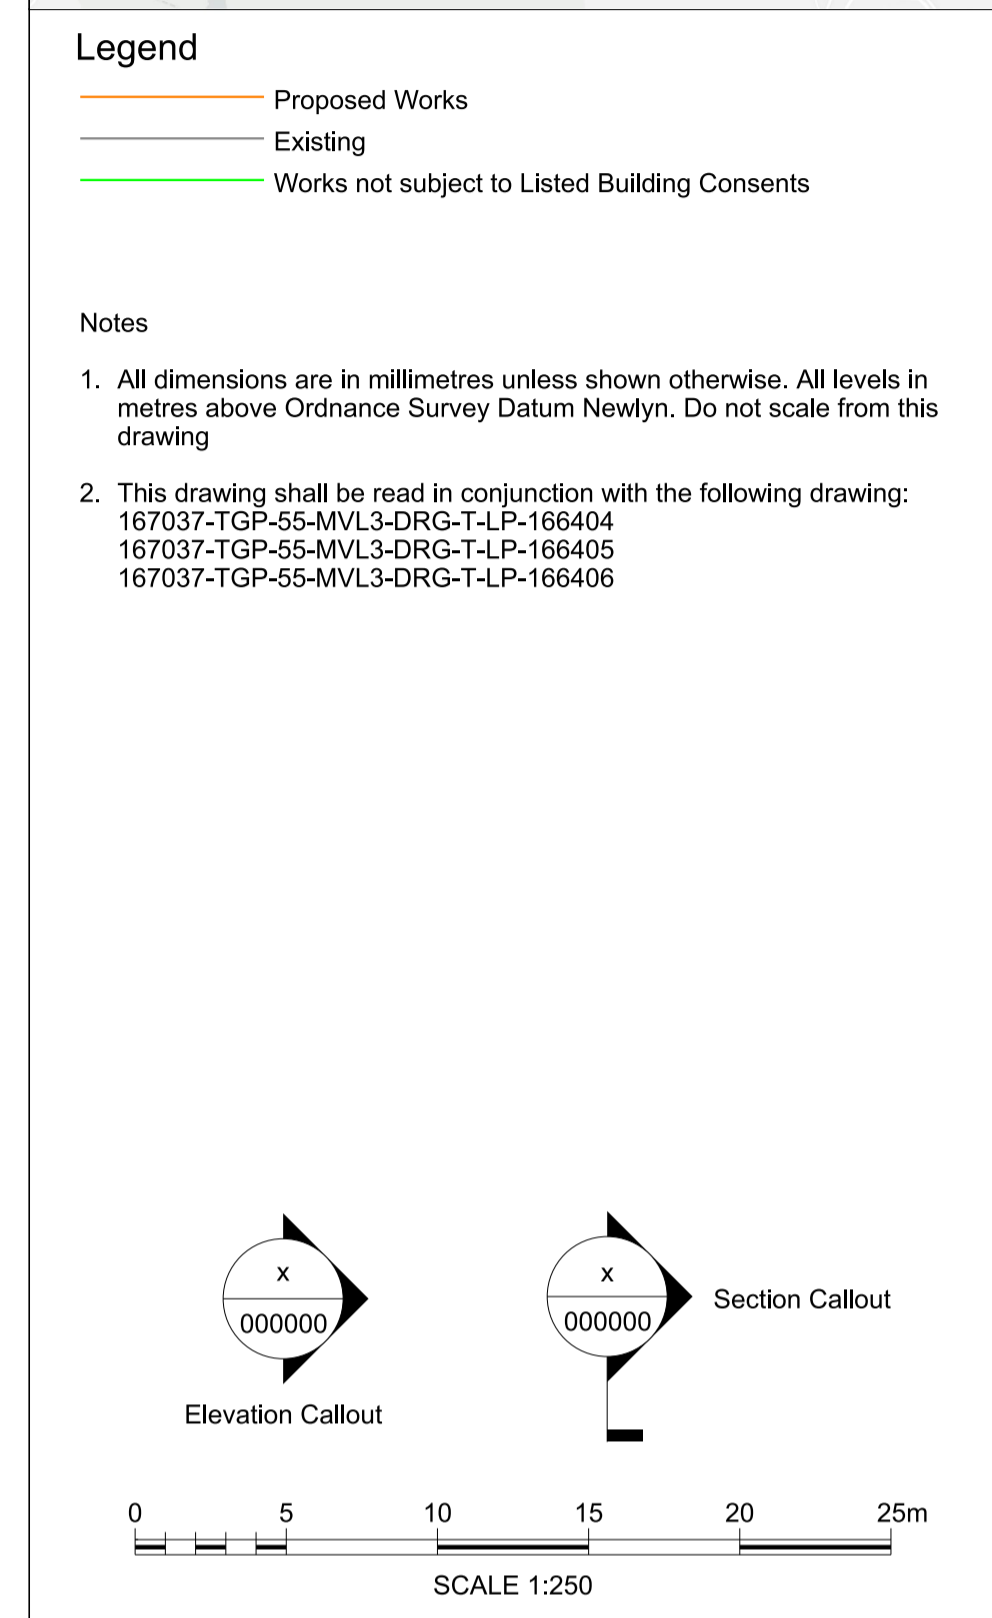 Legend
Proposed Works
Existing
Works not subject to Listed Building Consents
Notes
1. All dimensions are in millimetres unless shown otherwise. All levels in
metres above Ordnance Survey Datum Newlyn. Do not scale from this
drawing
2. This drawing shall be read in conjunction with the following drawing:
167037-TGP-55-MVL3-DRG-T-LP-166404
167037-TGP-55-MVL3-DRG-T-LP-166405
167037-TGP-55-MVL3-DRG-T-LP-166406
x
000000
Elevation Callout
x
000000
Section Callout
0 5 10 15 20 25m
SCALE 1:250